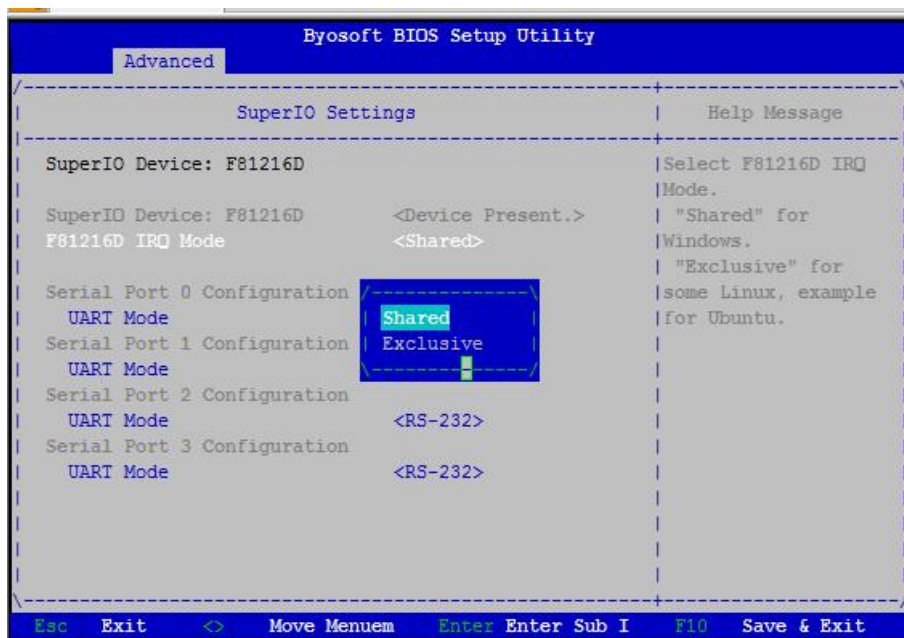 Byosoft BIOS Setup Utility
Advanced
SuperIO Settings
Help Message
SuperIO Device: F81216D
Select F81216D IRQ
Mode.
SuperIO Device: F81216D <Device Present.>
"Shared" for
F81216D IRQ Mode <Shared>
Windows.
"Exclusive" for
Serial Port 0 Configuration
some Linux, example
UART Mode
Shared
for Ubuntu.
Serial Port 1 Configuration
Exclusive
UART Mode
Serial Port 2 Configuration
UART Mode <RS-232>
Serial Port 3 Configuration
UART Mode <RS-232>
Esc Exit <> Move Menuem Enter Enter Sub I F10 Save & Exit